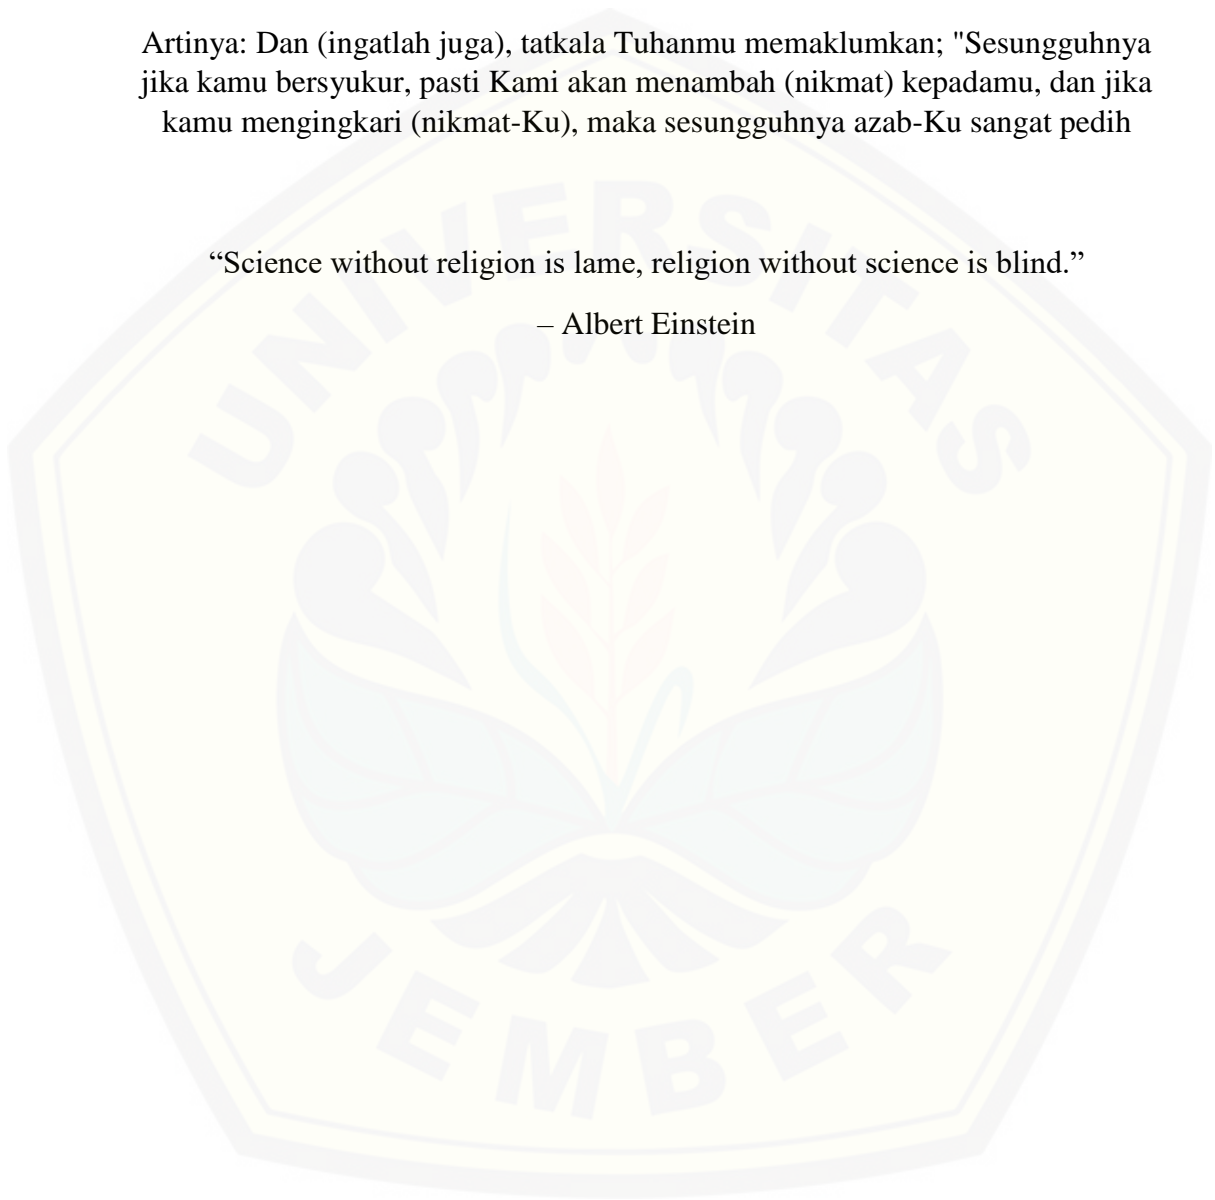 Artinya: Dan (ingatlah juga), tatkala Tuhanmu memaklumkan; "Sesungguhnya
jika kamu bersyukur, pasti Kami akan menambah (nikmat) kepadamu, dan jika
kamu mengingkari (nikmat-Ku), maka sesungguhnya azab-Ku sangat pedih
“Science without religion is lame, religion without science is blind.”
– Albert Einstein
UNIVERSITAS
JEMBER